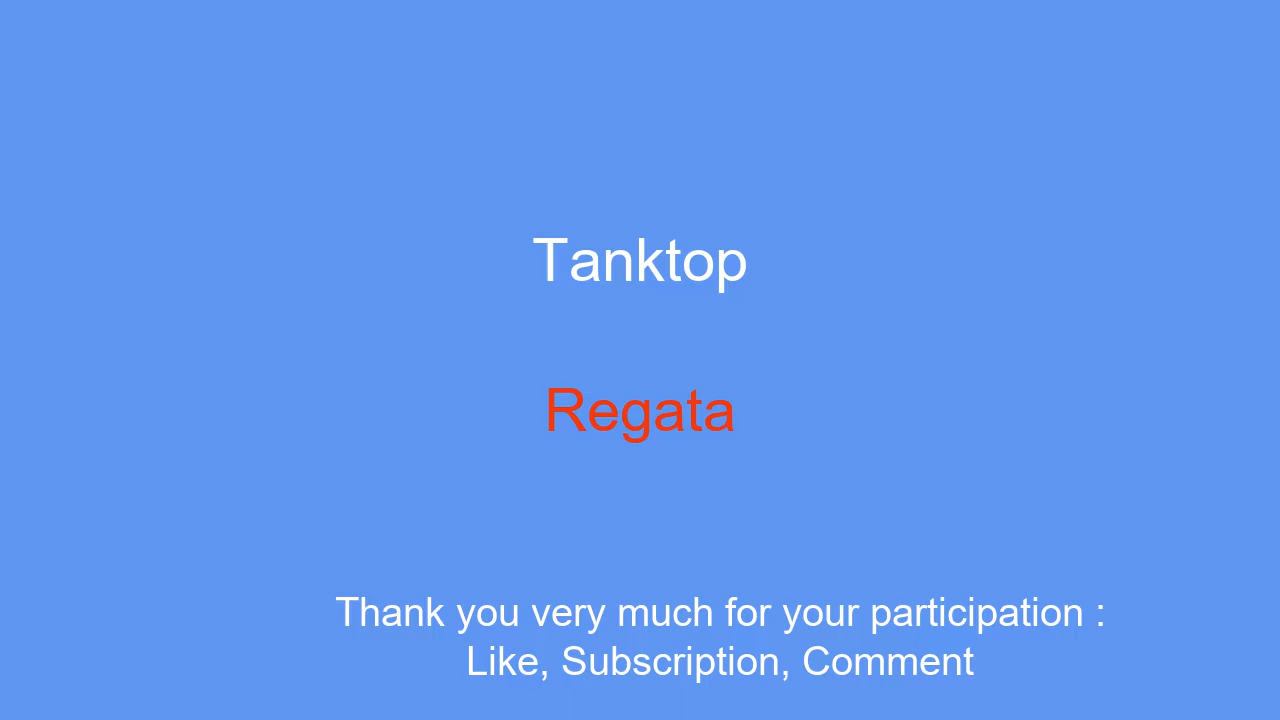 Tanktop
Regata
Thank you very much for your participation :
Like, Subscription, Comment